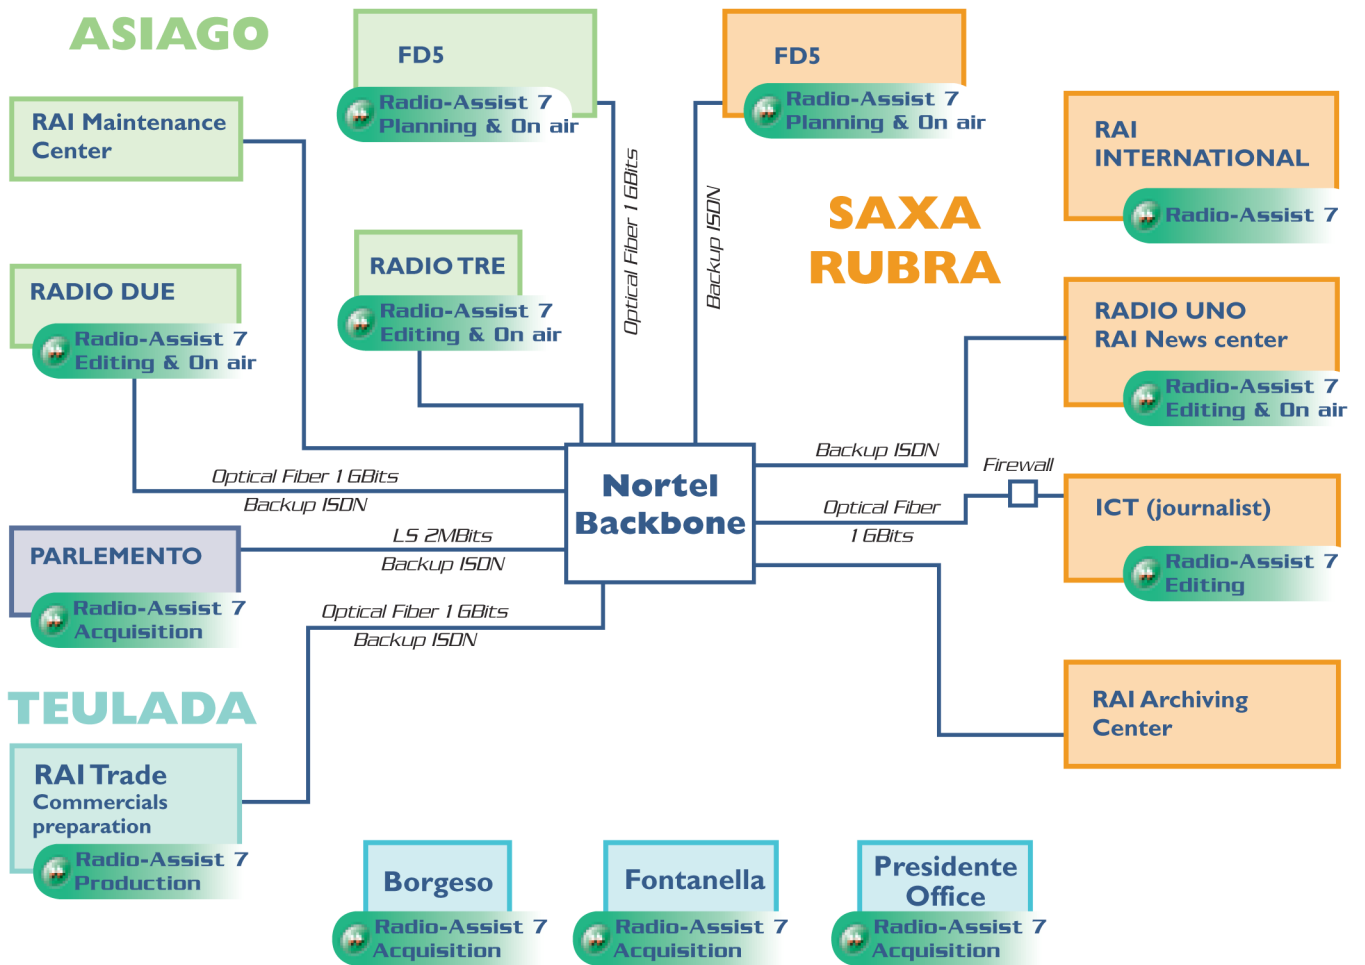 ASIAGO
FD5
Radio-Assist 7
Planning & On air
FD5
Radio-Assist 7
Planning & On air
RAI Maintenance
Center
RAI
INTERNATIONAL
Radio-Assist 7
Optical Fiber 1 GBits
Backup ISDN
SAXA
RUBRA
RADIO TRE
Radio-Assist 7
Editing & On air
RADIO DUE
Radio-Assist 7
Editing & On air
RADIO UNO
RAI News center
Radio-Assist 7
Editing & On air
Nortel
Backbone
Backup ISDN
Firewall
Optical Fiber 1 GBits
Backup ISDN
Optical Fiber
1 GBits
ICT (journalist)
Radio-Assist 7
Editing
PARLEMENTO
Radio-Assist 7
Acquisition
LS 2MBits
Backup ISDN
Optical Fiber 1 GBits
Backup ISDN
TEULADA
RAI Trade
Commercials
preparation
Radio-Assist 7
Production
RAI Archiving
Center
Borgeso
Radio-Assist 7
Acquisition
Fontanella
Radio-Assist 7
Acquisition
Presidente
Office
Radio-Assist 7
Acquisition